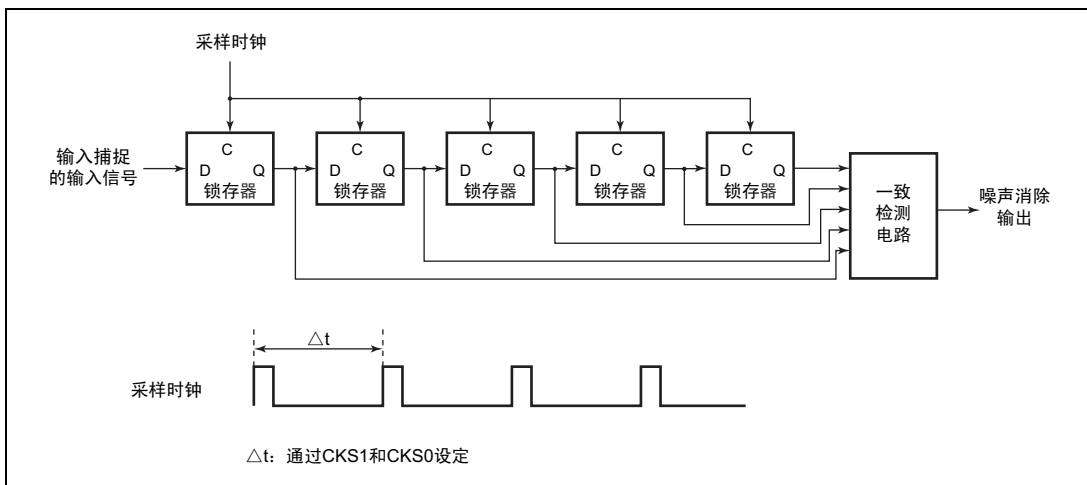 采样时钟
输入捕捉
的输入信号
C
D Q
锁存器
C
D Q
锁存器
C
D Q
锁存器
C
D Q
锁存器
C
D Q
锁存器
一致
检测
电路
噪声消除
输出
△t
采样时钟
△t：通过CKS1和CKS0设定